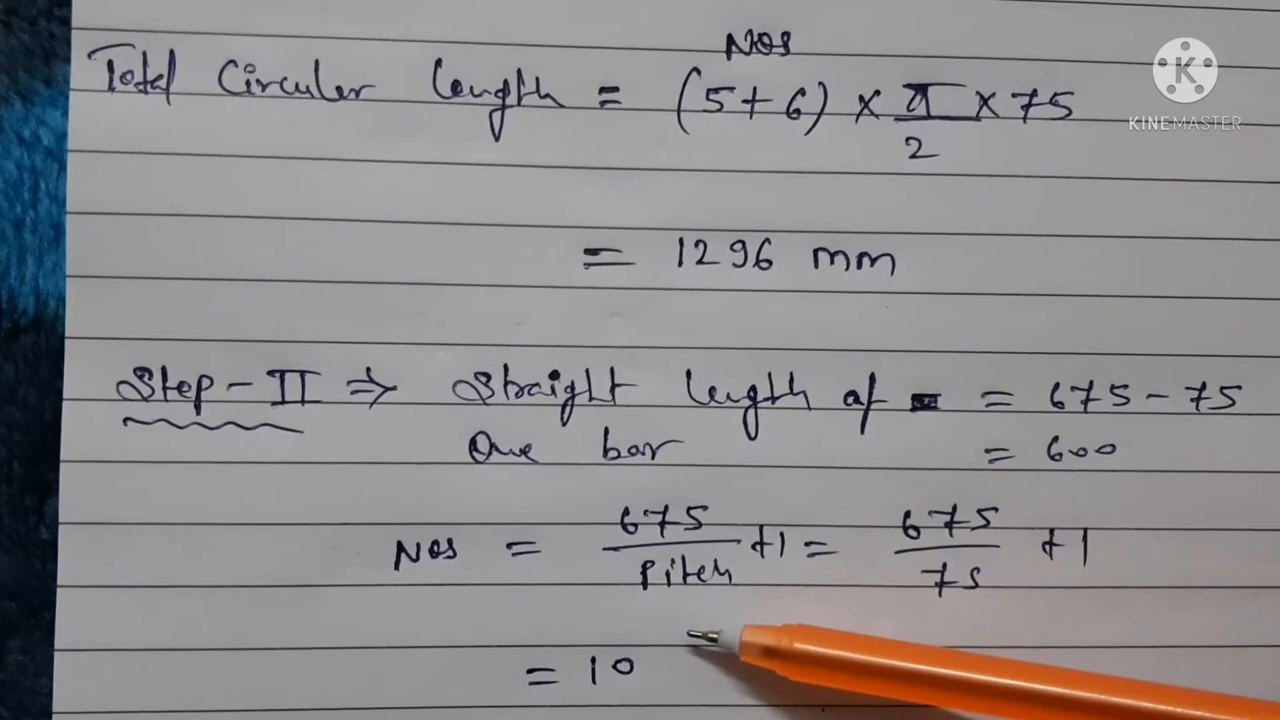 Nos
Total Circular length = (5+6) × π/2 × 75
KINEMASTER
= 1296 mm
Step-II ⇒ Straight length of = 675-75
One bar = 600
Nos = 675/Pitch +1 = 675/75 +1
= 10